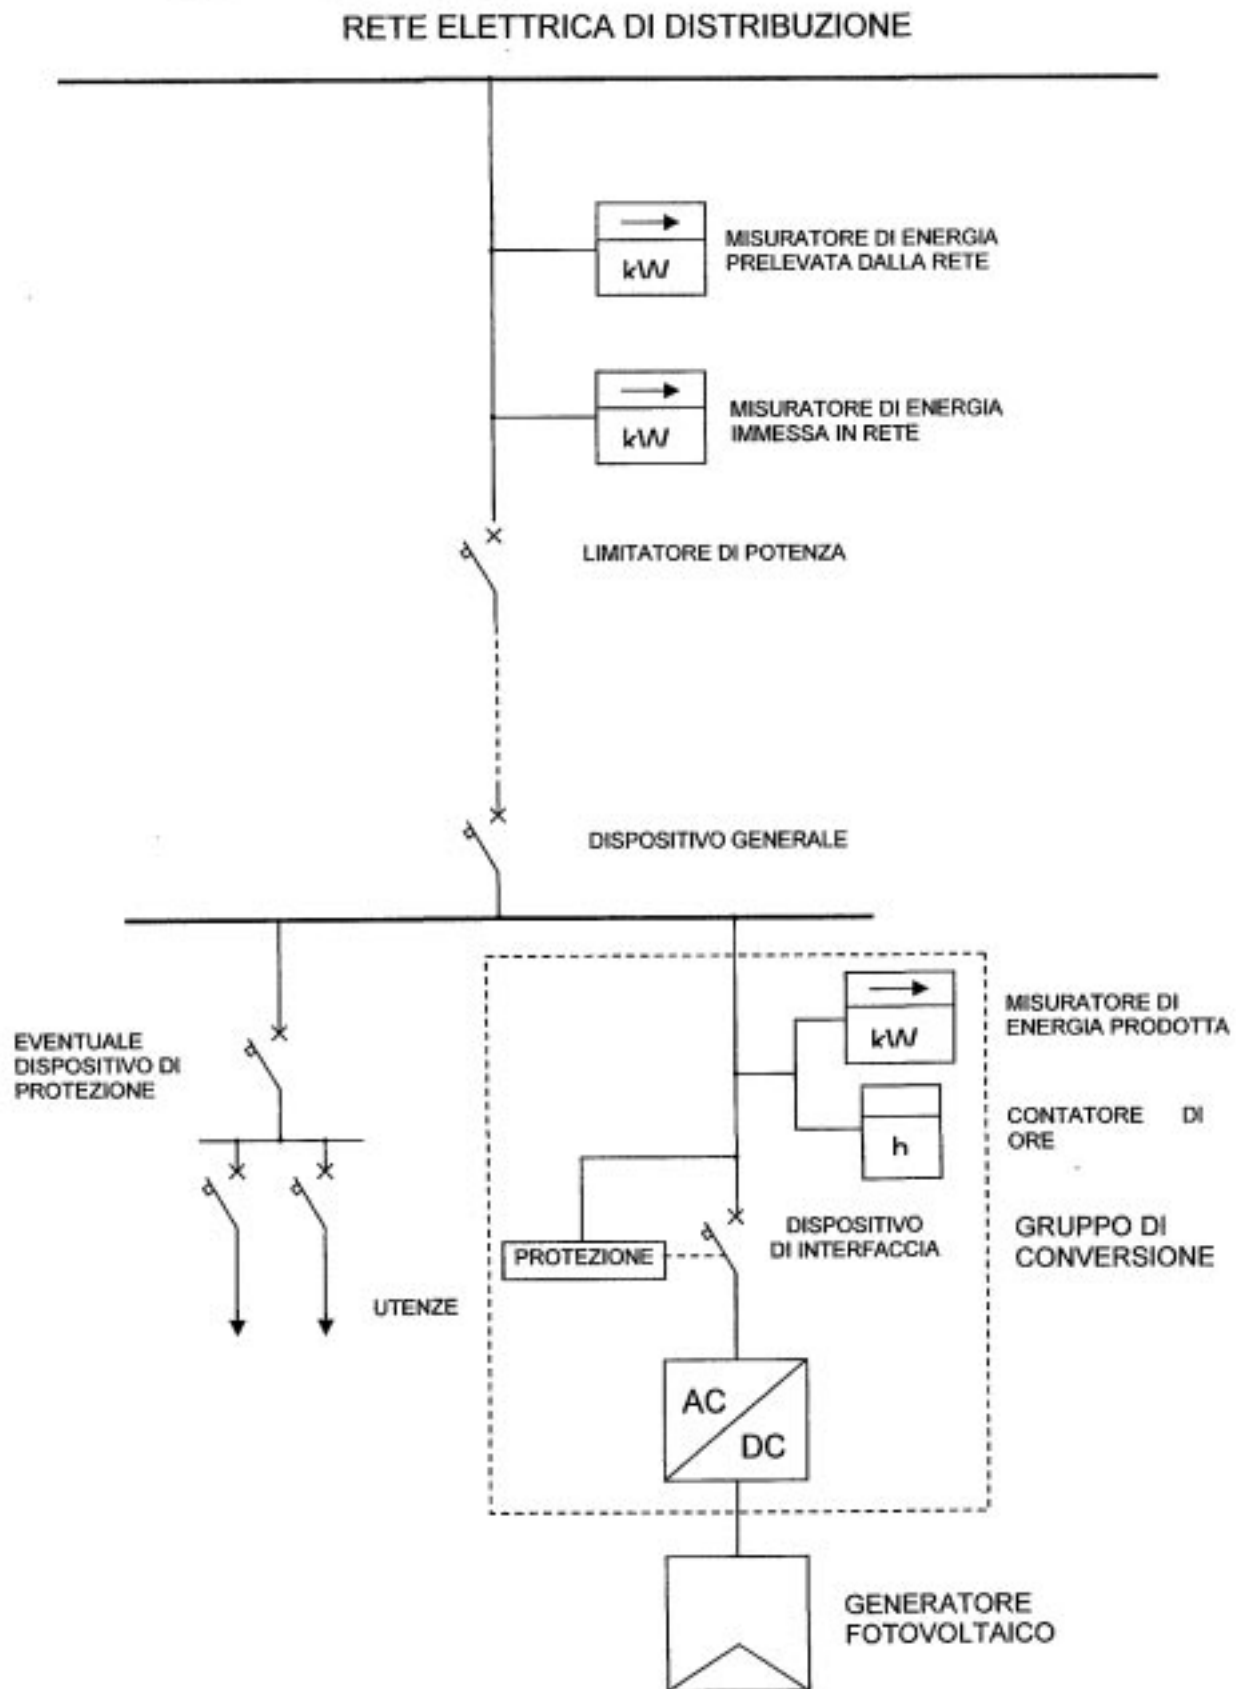 RETE ELETTRICA DI DISTRIBUZIONE
kW
MISURATORE DI ENERGIA
PRELEVATA DALLA RETE
kW
MISURATORE DI ENERGIA
IMMESSA IN RETE
LIMITATORE DI POTENZA
DISPOSITIVO GENERALE
EVENTUALE
DISPOSITIVO DI
PROTEZIONE
UTENZE
kW
MISURATORE DI
ENERGIA PRODOTTA
h
CONTATORE DI
ORE
PROTEZIONE
DISPOSITIVO
DI INTERFACCIA
GRUPPO DI
CONVERSIONE
AC
DC
GENERATORE
FOTOVOLTAICO